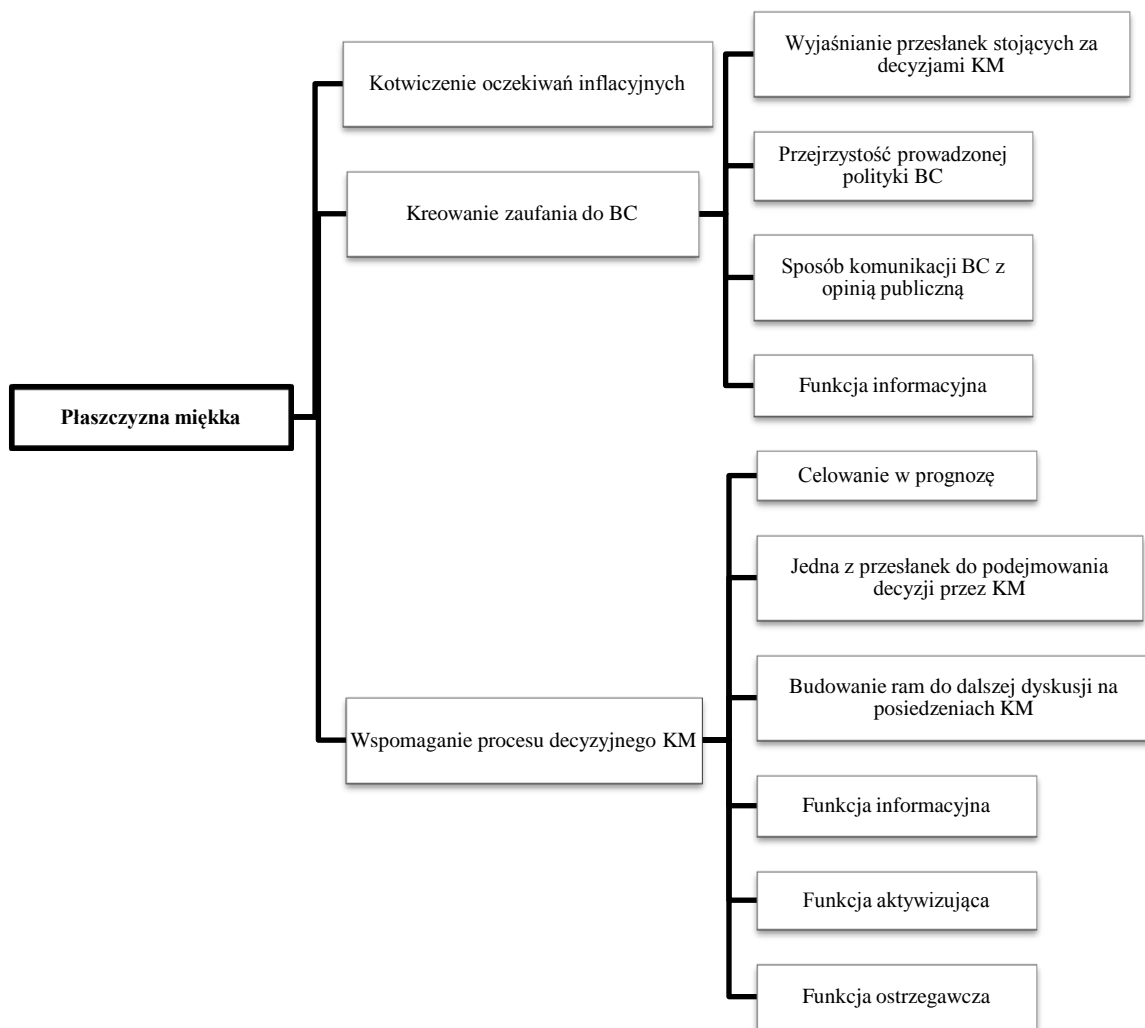 Płaszczyzna miękka
Kotwiczenie oczekiwań inflacyjnych
Kreowanie zaufania do BC
Wyjaśnianie przesłanek stojących za
decyzjami KM
Przejrzystość prowadzonej
polityki BC
Sposób komunikacji BC z
opinią publiczną
Funkcja informacyjna
Wspomaganie procesu decyzyjnego KM
Celowanie w prognozę
Jedna z przesłanek do podejmowania
decyzji przez KM
Budowanie ram do dalszej dyskusji na
posiedzeniach KM
Funkcja informacyjna
Funkcja aktywizująca
Funkcja ostrzegawcza